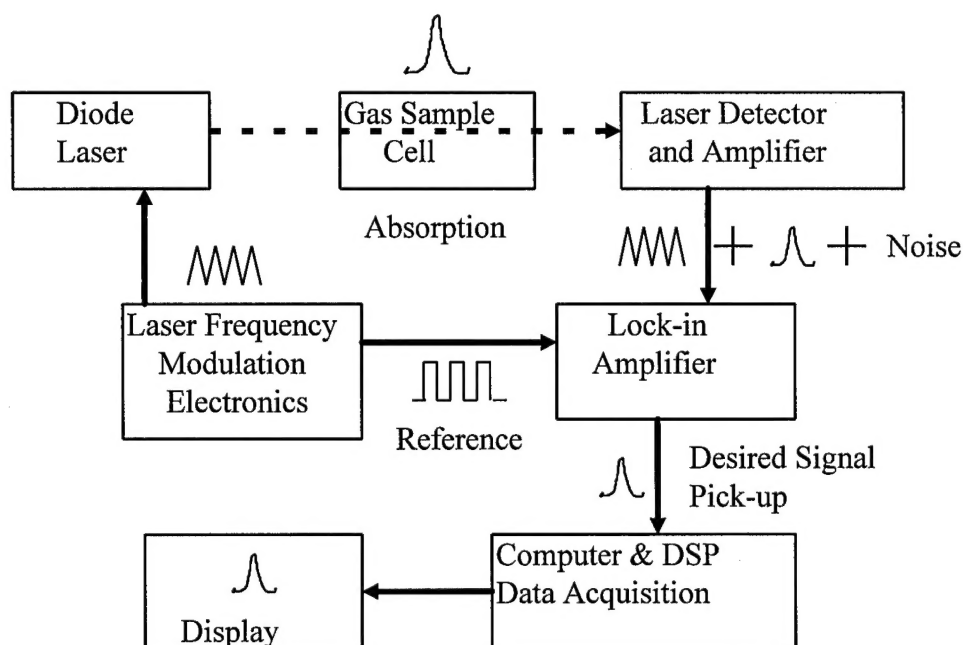 Diode
Laser
Gas Sample
Cell
Laser Detector
and Amplifier
Absorption
Noise
Laser Frequency
Modulation
Electronics
Reference
Lock-in
Amplifier
Desired Signal
Pick-up
Computer & DSP
Data Acquisition
Display